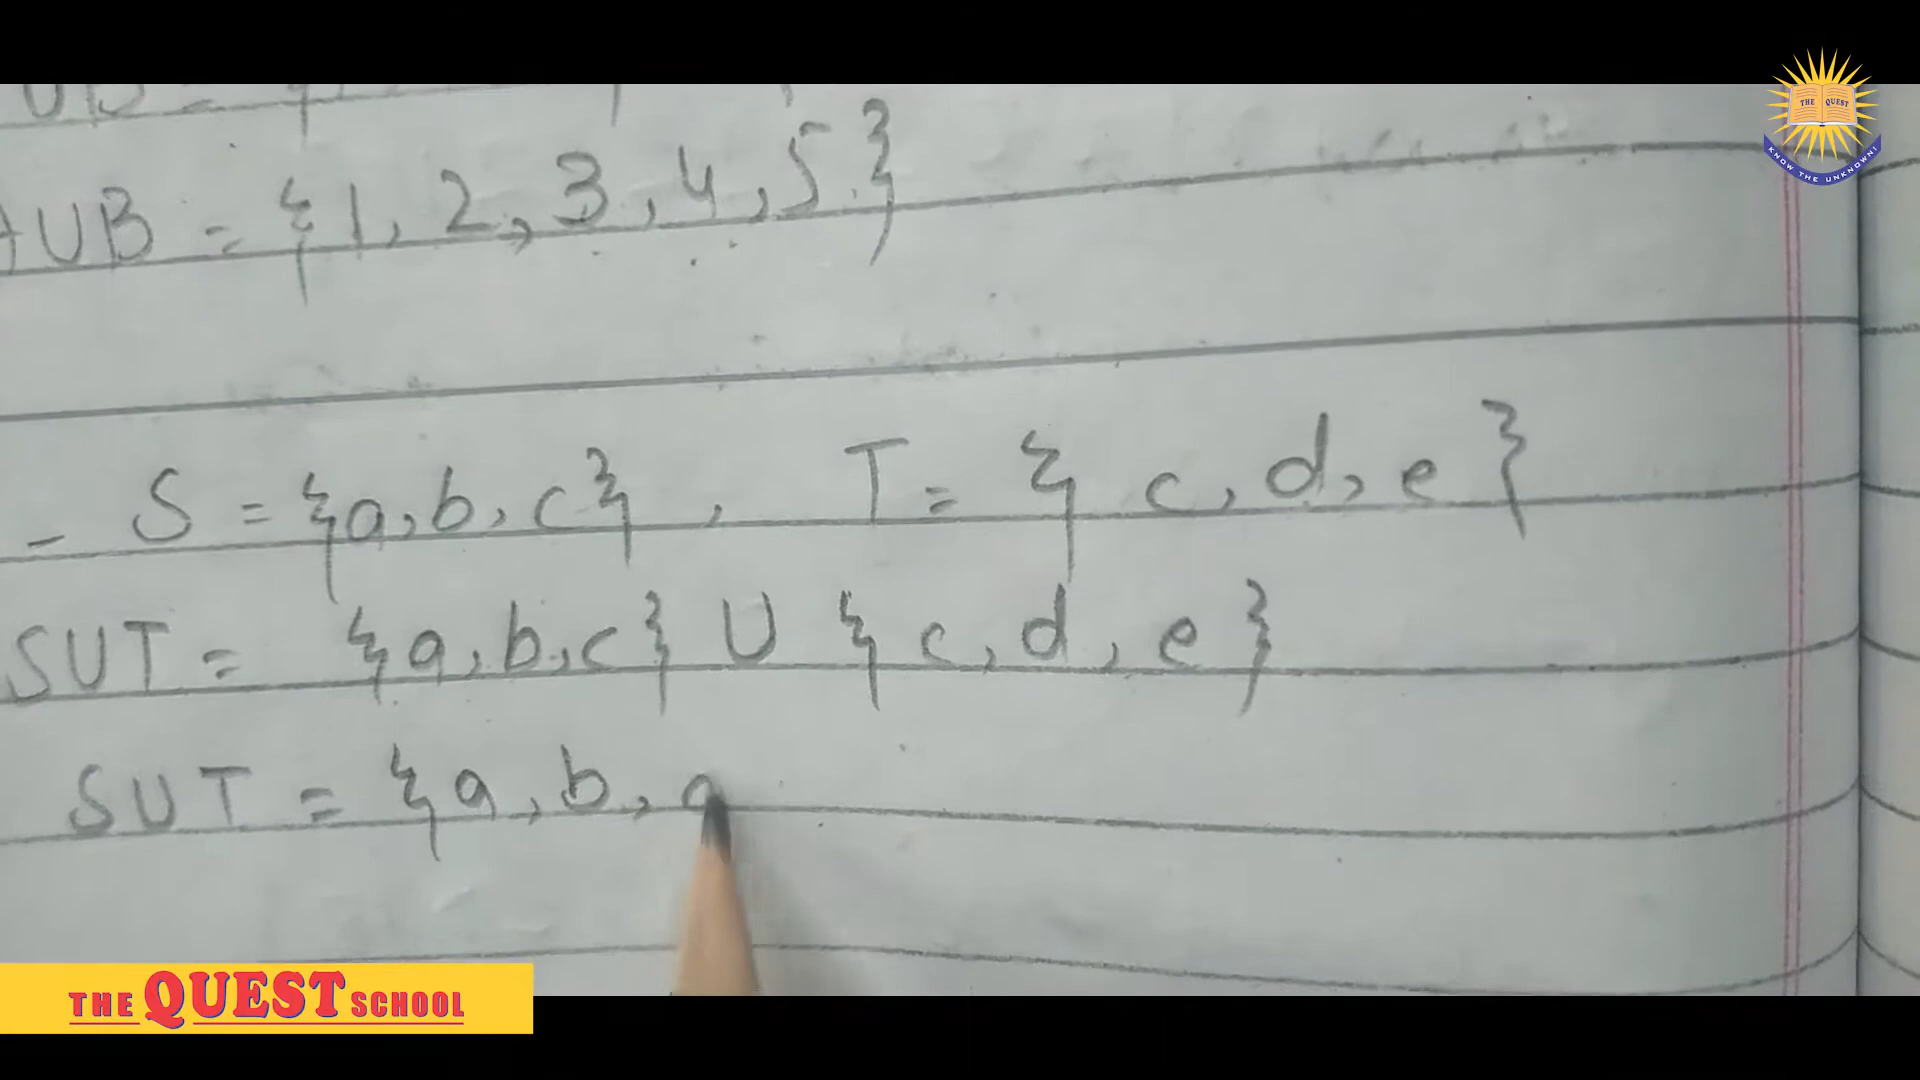 AUB = {1, 2, 3, 4, 5}
- S = {a, b, c} , T = { c, d, e }
SUT = {a, b, c} U { c, d, e }
SUT = {a, b, c
THE QUEST
KNOW THE UNKNOWN!
THE QUEST SCHOOL